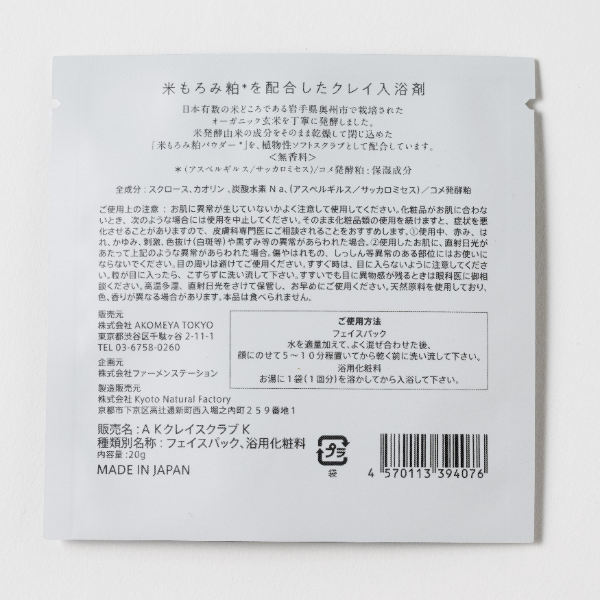 米もろみ粕*を配合したクレイ入浴剤
日本有数の米どころである岩手県奥州市で栽培された
オーガニック玄米を丁寧に発酵しました。
米発酵由来の成分をそのまま乾燥して閉じ込めた
「米もろみ粕パウダー*」を、植物性ソフトスクラブとして配合しています。
<無香料>
*(アスペルギルス/サッカロミセス)/コメ発酵粕:保湿成分
全成分:スクロース、カオリン、炭酸水素Na、(アスペルギルス/サッカロミセス)/コメ発酵粕
ご使用上の注意:お肌に異常が生じていないかよく注意して使用してください。化粧品がお肌に合わな
いとき、次のような場合には使用を中止してください。そのまま化粧品類の使用を続けますと、症状を悪
化させることがありますので、皮膚科専門医にご相談されることをおすすめします。①使用中、赤み、は
れ、かゆみ、刺激、色抜け(白斑等)や黒ずみ等の異常があらわれた場合。②使用したお肌に、直射日光が
あたって上記のような異常があらわれた場合。傷やはれもの、しっしん等異常のある部位にはお使いに
ならないでください。目の周りは避けてご使用ください。すすぐ時は、目に入らないように注意してくださ
い。粒が目に入ったら、こすらずに洗い流して下さい。すすいでも目に異物感が残るときは眼科医に御相
談ください。高温多湿、直射日光をさけて保管し、お早めにご使用ください。天然原料を使用しており、
色、香りが異なる場合があります。本品は食べられません。
販売元
株式会社 AKOMEYA TOKYO
東京都渋谷区千駄ヶ谷 2-11-1
TEL 03-6758-0260
企画元
株式会社ファーメンステーション
製造販売元
株式会社 Kyoto Natural Factory
京都市下京区高辻通新町西入堀之内町259番地1
ご使用方法
フェイスパック
水を適量加えて、よく混ぜ合わせた後、
顔にのせて5〜10分程置いてから乾く前に洗い流して下さい。
浴用化粧料
お湯に1袋(1回分)を溶かしてから入浴して下さい。
販売名:AKクレイスクラブK
種類別名称:フェイスパック、浴用化粧料
内容量:20g
MADE IN JAPAN
プラ
袋
4 570113 394076